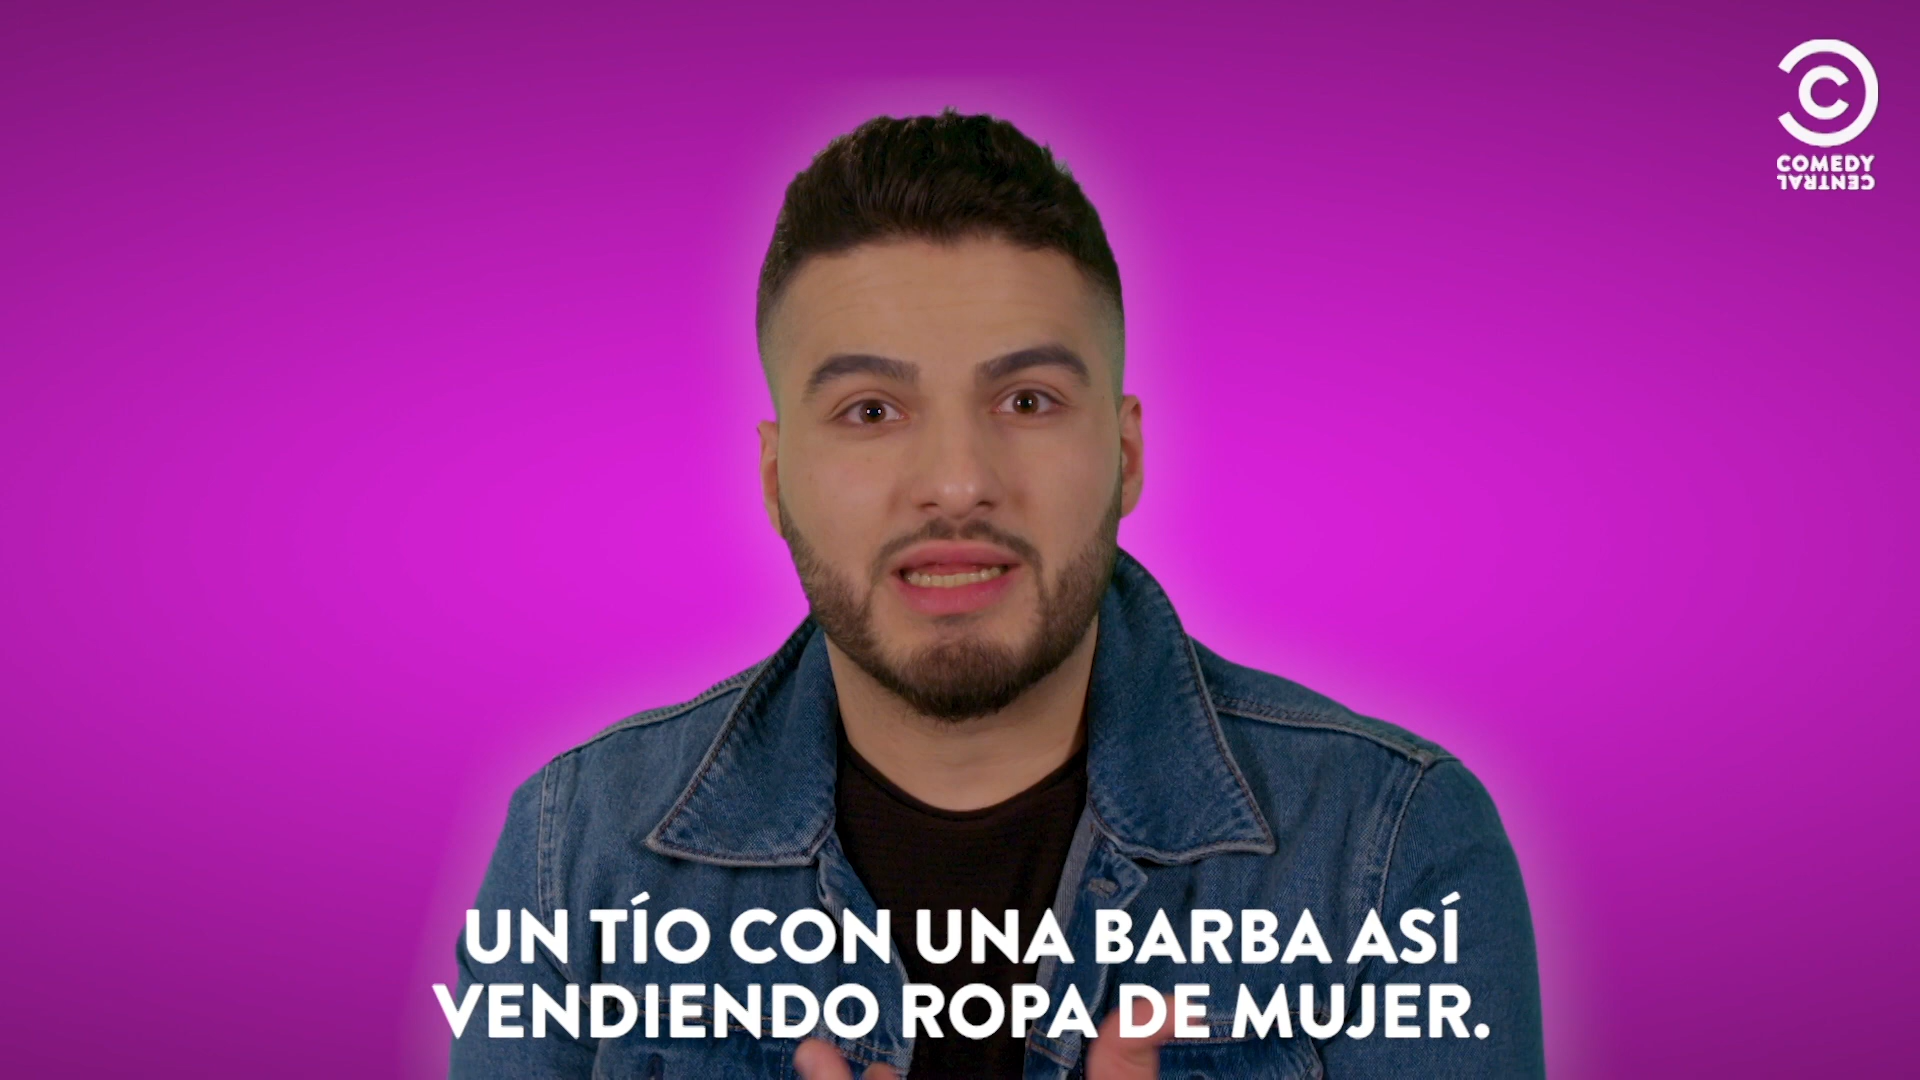 COMEDY
CENTRAL
UN TÍO CON UNA BARBA ASÍ
VENDIENDO ROPA DE MUJER.